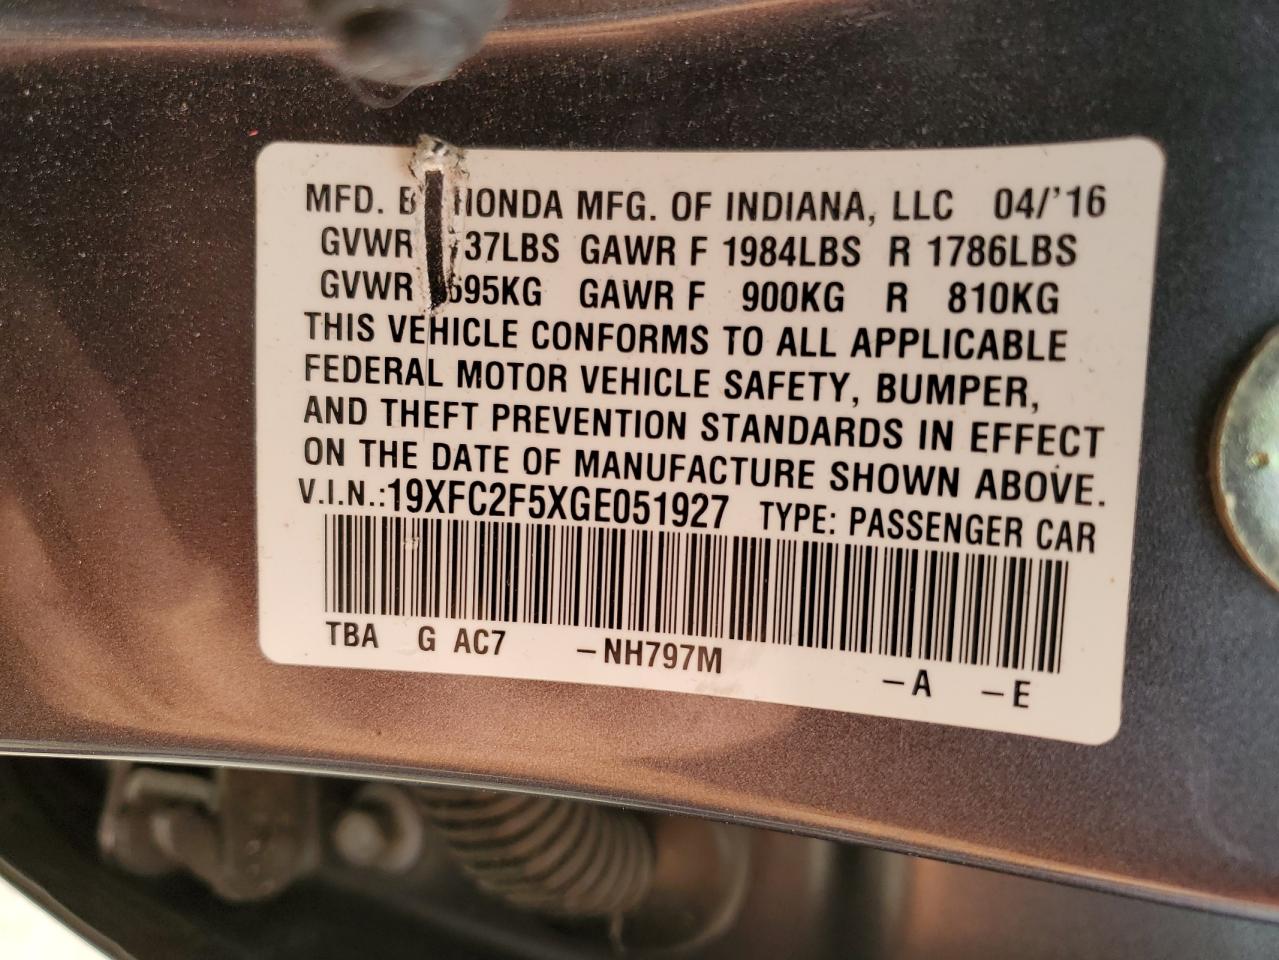 MFD. HONDA MFG. OF INDIANA, LLC 04/'16
GVWR 37LBS GAWR F 1984LBS R 1786LBS
GVWR 695KG GAWR F 900KG R 810KG
THIS VEHICLE CONFORMS TO ALL APPLICABLE
FEDERAL MOTOR VEHICLE SAFETY, BUMPER,
AND THEFT PREVENTION STANDARDS IN EFFECT
ON THE DATE OF MANUFACTURE SHOWN ABOVE.
V.I.N.:19XFC2F5XGE051927 TYPE: PASSENGER CAR
TBA G AC7 -NH797M -A -E